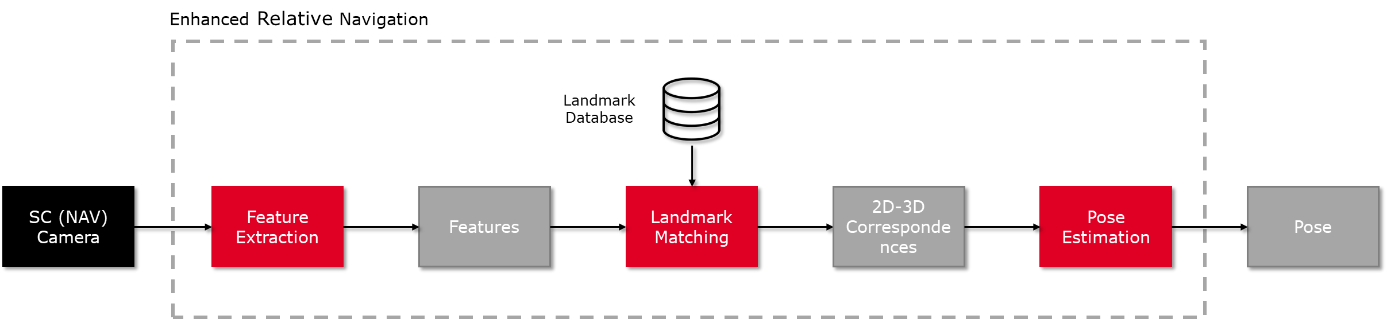 Enhanced Relative Navigation
Landmark
Database
SC (NAV)
Camera
Feature
Extraction
Features
Landmark
Matching
2D-3D
Corresponde
nces
Pose
Estimation
Pose